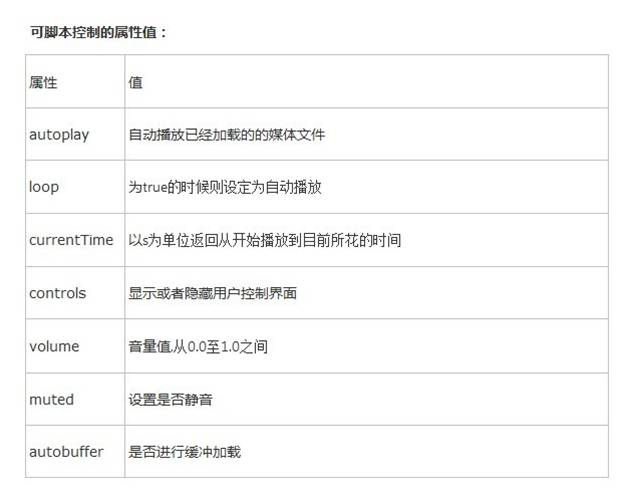 可脚本控制的属性值：
属性 值
autoplay 自动播放已经加载的的媒体文件
loop 为true的时候则设定为自动播放
currentTime 以s为单位返回从开始播放到目前所花的时间
controls 显示或者隐藏用户控制界面
volume 音量值,从0.0至1.0之间
muted 设置是否静音
autobuffer 是否进行缓冲加载